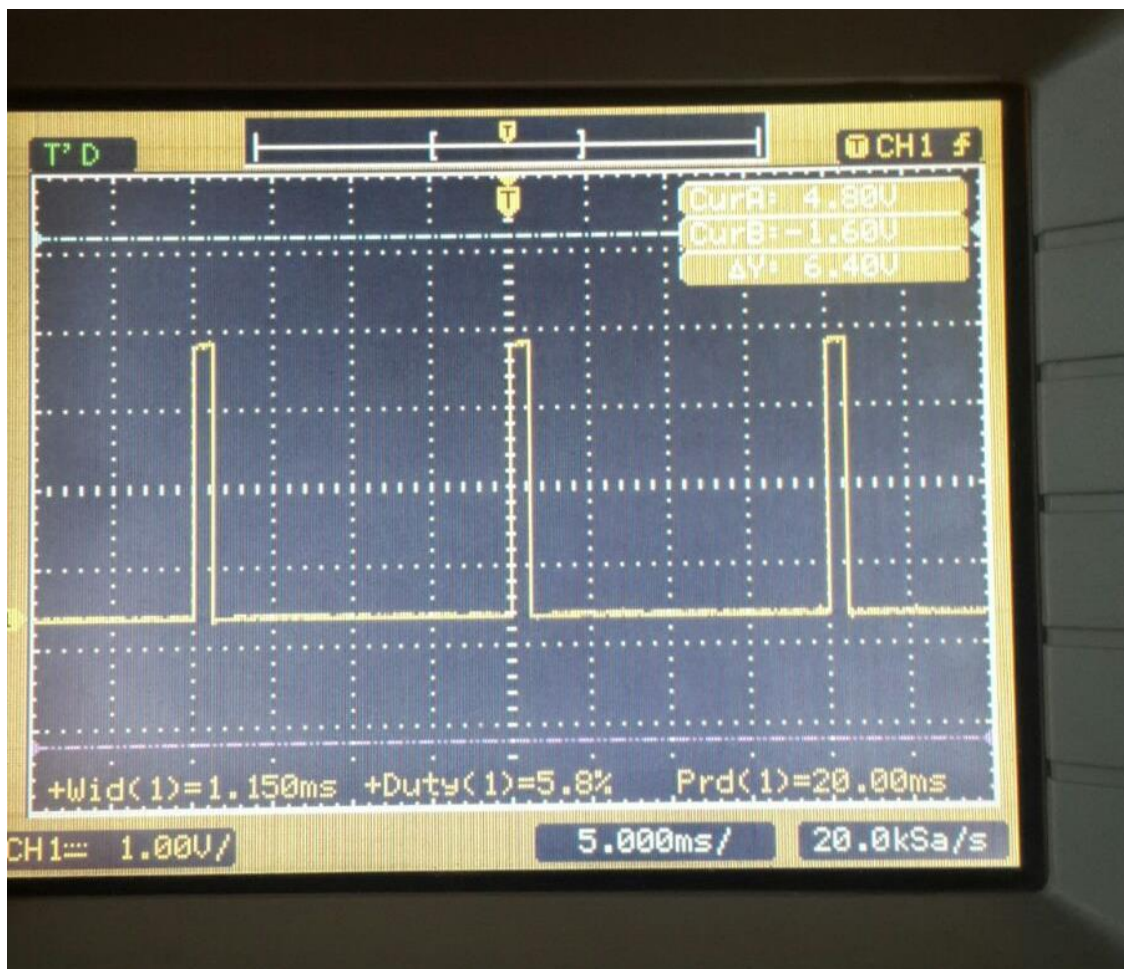 T'D
T
T CH1
T
CurA: 4.80V
CurB:-1.60V
ΔY: 6.40V
+Wid(1)=1.150ms +Duty(1)=5.8% Prd(1)=20.00ms
CH1 1.00V/ 5.000ms/ 20.0kSa/s